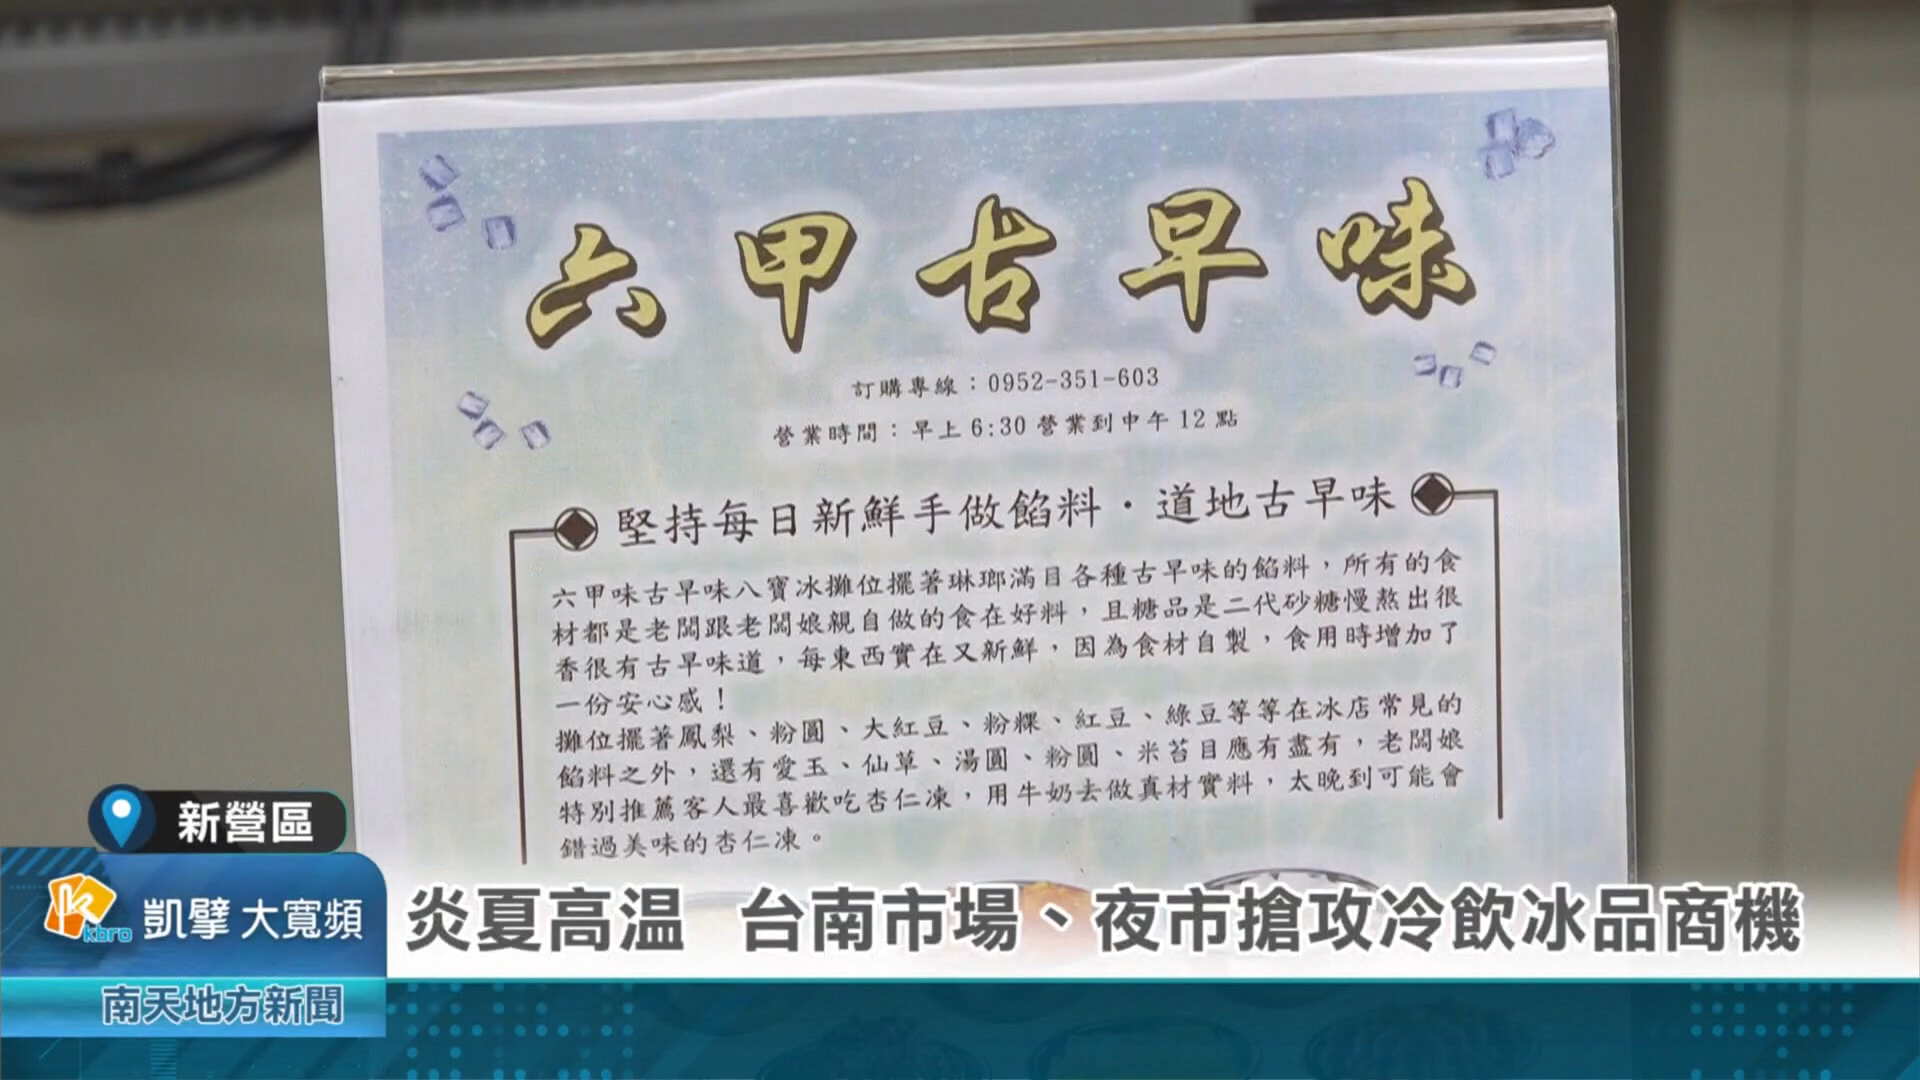 六甲古早味
訂購專線：0952-351-603
營業時間：早上6:30營業到中午12點
堅持每日新鮮手做餡料·道地古早味
六甲味古早味八寶冰攤位擺著琳瑯滿目各種古早味的餡料，所有的食
材都是老闆跟老闆娘親自做的食在好料，且糖品是二代砂糖慢熬出很
香很有古早味道，每東西實在又新鮮，因為食材自製，食用時增加了
一份安心感！
攤位擺著鳳梨、粉圓、大紅豆、粉粿、紅豆、綠豆等等在冰店常見的
餡料之外，還有愛玉、仙草、湯圓、粉圓、米苔目應有盡有，老闆娘
特別推薦客人最喜歡吃杏仁凍，用牛奶去做真材實料，太晚到可能會
錯過美味的杏仁凍。
新營區
kbro 凱擘大寬頻
炎夏高溫 台南市場、夜市搶攻冷飲冰品商機
南天地方新聞